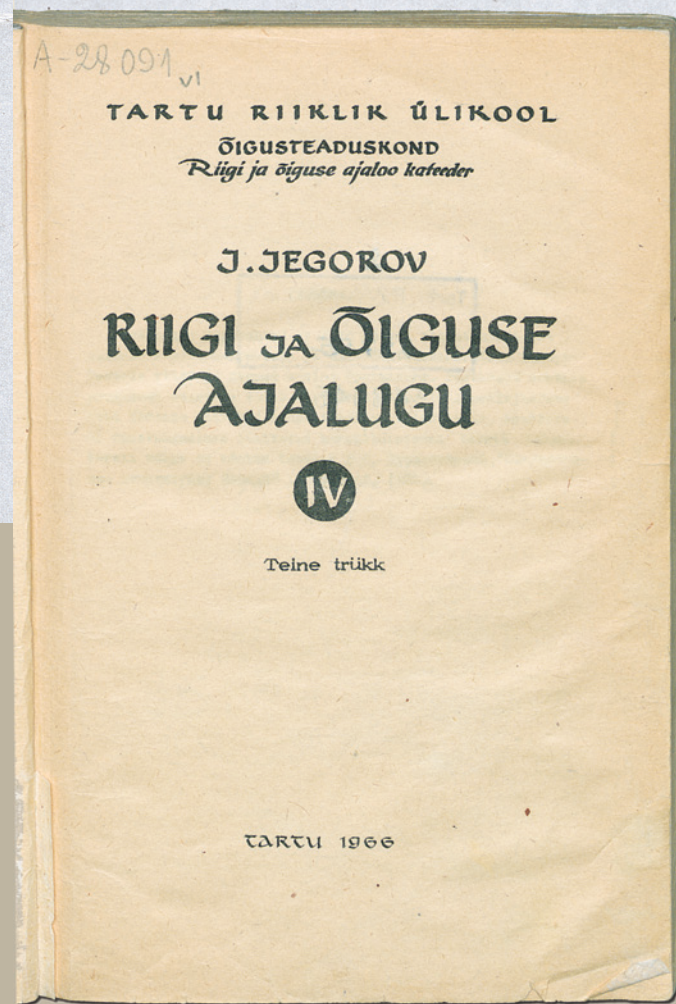 A-28091
VI
TARTU RIIKLIK ÜLIKOOL
ÕIGUSTEADUSKOND
Riigi ja õiguse ajaloo kateeder
J. JEGOROV
RIIGI JA ÕIGUSE
AJALUGU
IV
Teine trükk
TARTU 1966